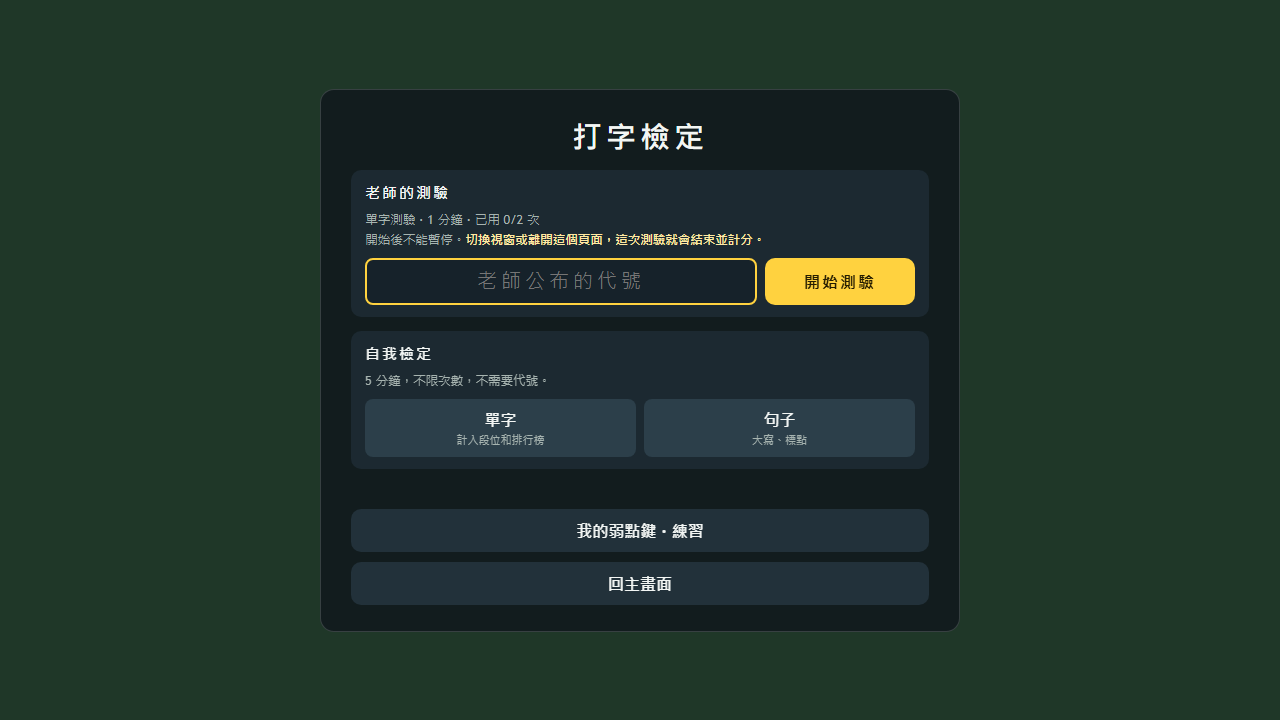 打字檢定
老師的測驗
單字測驗・1 分鐘・已用 0/2 次
開始後不能暫停。切換視窗或離開這個頁面，這次測驗就會結束並計分。
老師公布的代號
開始測驗
自我檢定
5 分鐘，不限次數，不需要代號。
單字
計入段位和排行榜
句子
大寫、標點
我的弱點鍵・練習
回主畫面